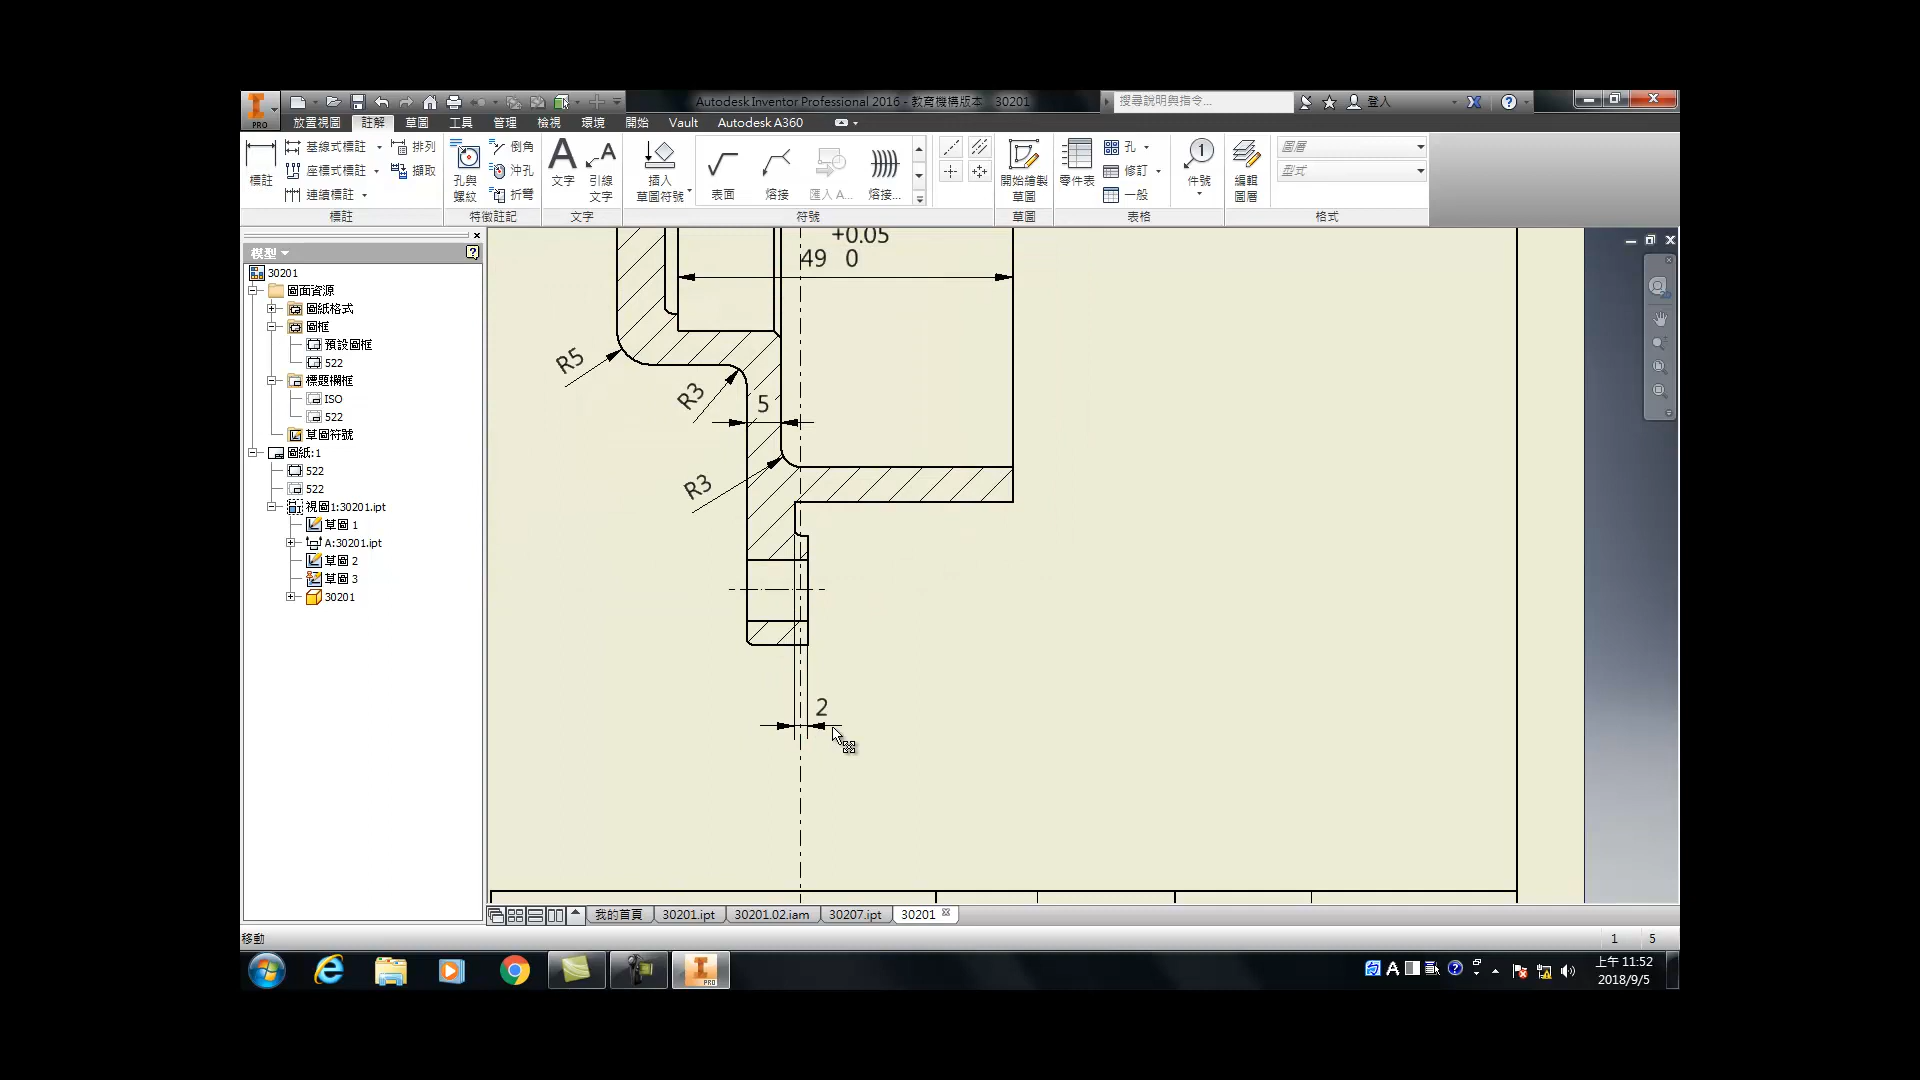 Autodesk Inventor Professional 2016 - 教育機構版本 30201
搜尋說明與指令...
登入
PRO
放置視圖 註解 草圖 工具 管理 檢視 環境 開始 Vault Autodesk A360
標註
基線式標註
座標式標註
連續標註
排列
擷取
標註
孔與
螺紋
倒角
沖孔
折彎
特徵註記
文字
引線
文字
文字
插入
草圖符號
表面
熔接
匯入 A...
熔接...
符號
開始繪製
草圖
草圖
零件表
孔
修訂
一般
表格
件號
編輯
圖層
圖層
型式
格式
模型
30201
圖面資源
圖紙格式
圖框
預設圖框
522
標題欄框
ISO
522
草圖符號
圖紙:1
522
522
視圖1:30201.ipt
草圖 1
A:30201.ipt
草圖 2
草圖 3
30201
+0.05
49 0
R5
R3
5
R3
2
我的首頁 30201.ipt 30201.02.iam 30207.ipt 30201
移動
1 5
上午 11:52
2018/9/5